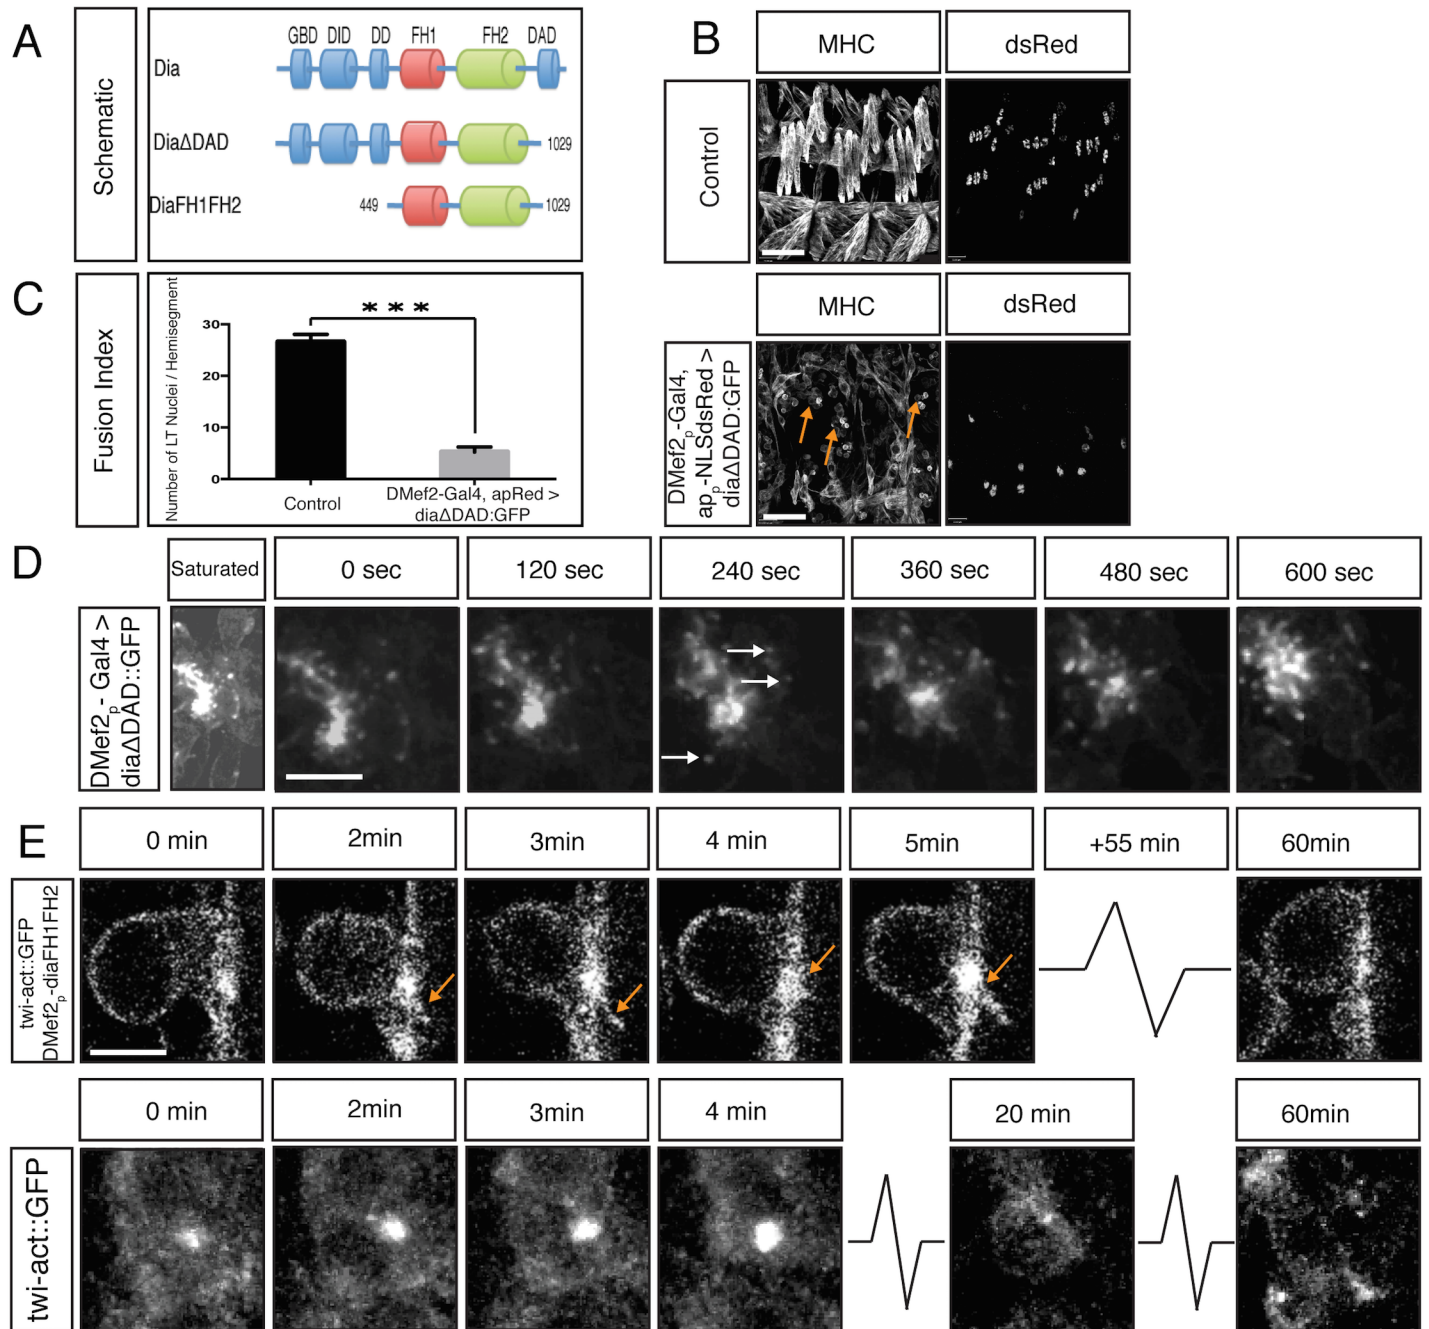 A
Schematic
GBD DID DD FH1 FH2 DAD
Dia
DiaΔDAD
1029
DiaFH1FH2
449
1029
B
MHC
dsRed
Control
MHC
dsRed
DMef2p-Gal4,
app-NLSdsRed >
diaΔDAD:GFP
C
Fusion Index
Number of LT Nuclei / Hemisegment
30
20
10
0
***
Control
DMef2-Gal4, apRed >
diaΔDAD:GFP
D
Saturated
0 sec
120 sec
240 sec
360 sec
480 sec
600 sec
DMef2p- Gal4 >
diaΔDAD::GFP
E
0 min
2min
3min
4 min
5min
+55 min
60min
twi-act::GFP
DMef2p-diaFH1FH2
0 min
2min
3min
4 min
20 min
60min
twi-act::GFP